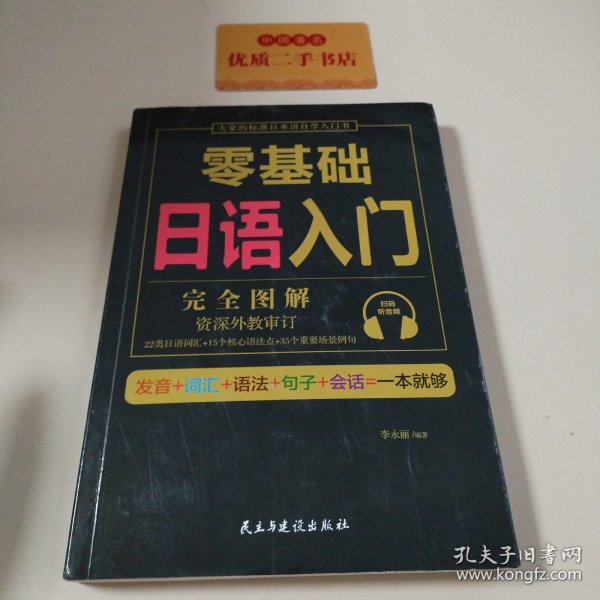 中国著名
优质二手书店
大家的标准日本语自学入门书
零基础
日语入门
完全图解
资深外教审订
扫码
听音频
22类日语词汇+15个核心语法点+35个重要场景例句
发音+词汇+语法+句子+会话=一本就够
李永丽/编著
民主与建设出版社
孔夫子旧书网
www.kongfz.com